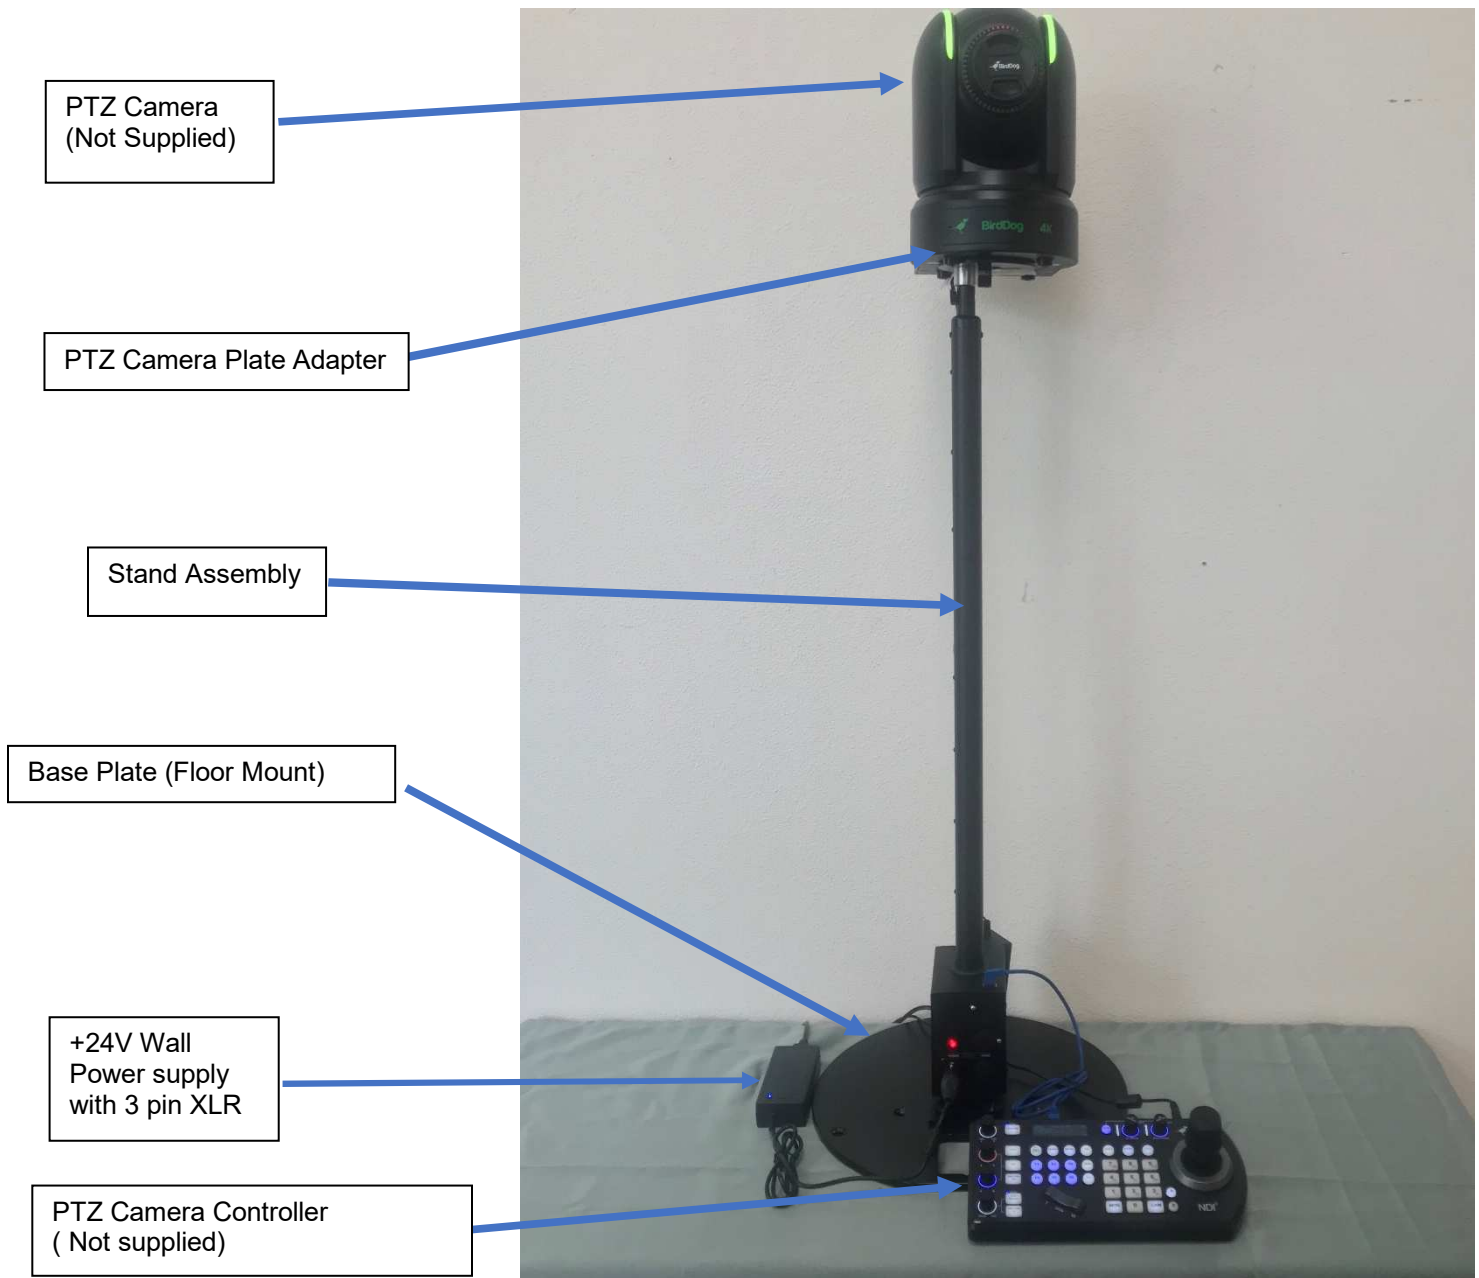 PTZ Camera
(Not Supplied)
BirdDog
BirdDog 4K
PTZ Camera Plate Adapter
Stand Assembly
Base Plate (Floor Mount)
+24V Wall
Power supply
with 3 pin XLR
PTZ Camera Controller
( Not supplied)
NDI